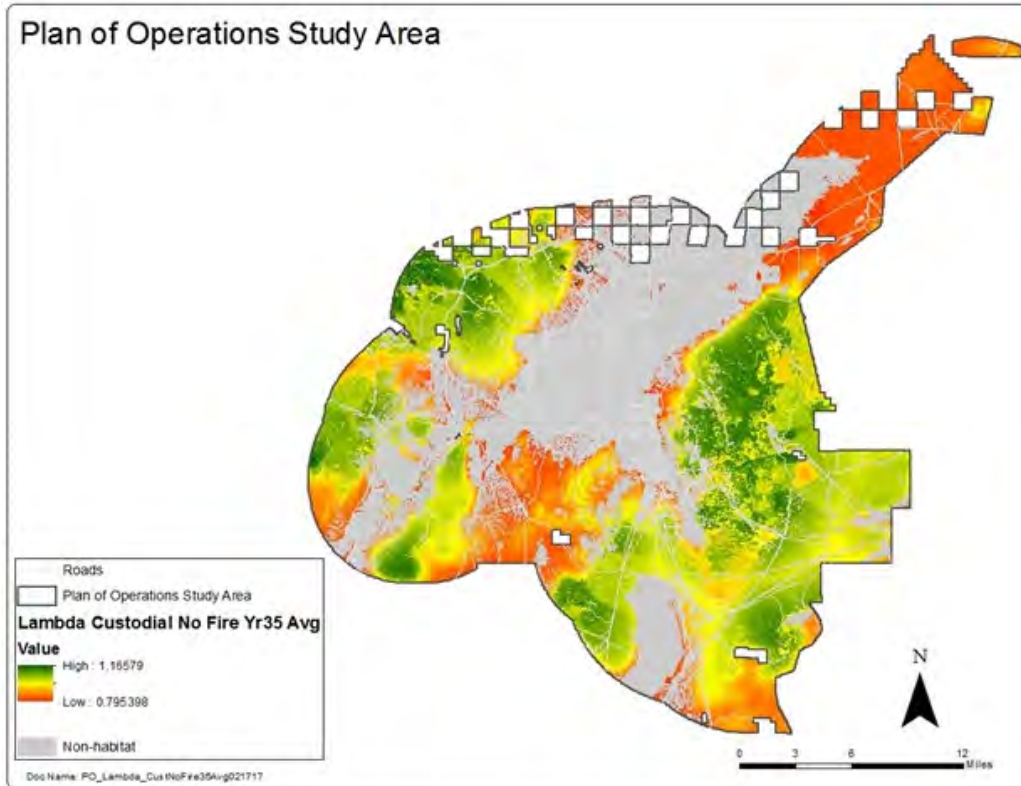 Plan of Operations Study Area
Roads
Plan of Operations Study Area
Lambda Custodial No Fire Yr35 Avg
Value
High : 1.16579
Low : 0.795398
Non-habitat
Doc Name: PO_Lambda_CustNoFire35Avg021717
N
0 3 6 12
Miles